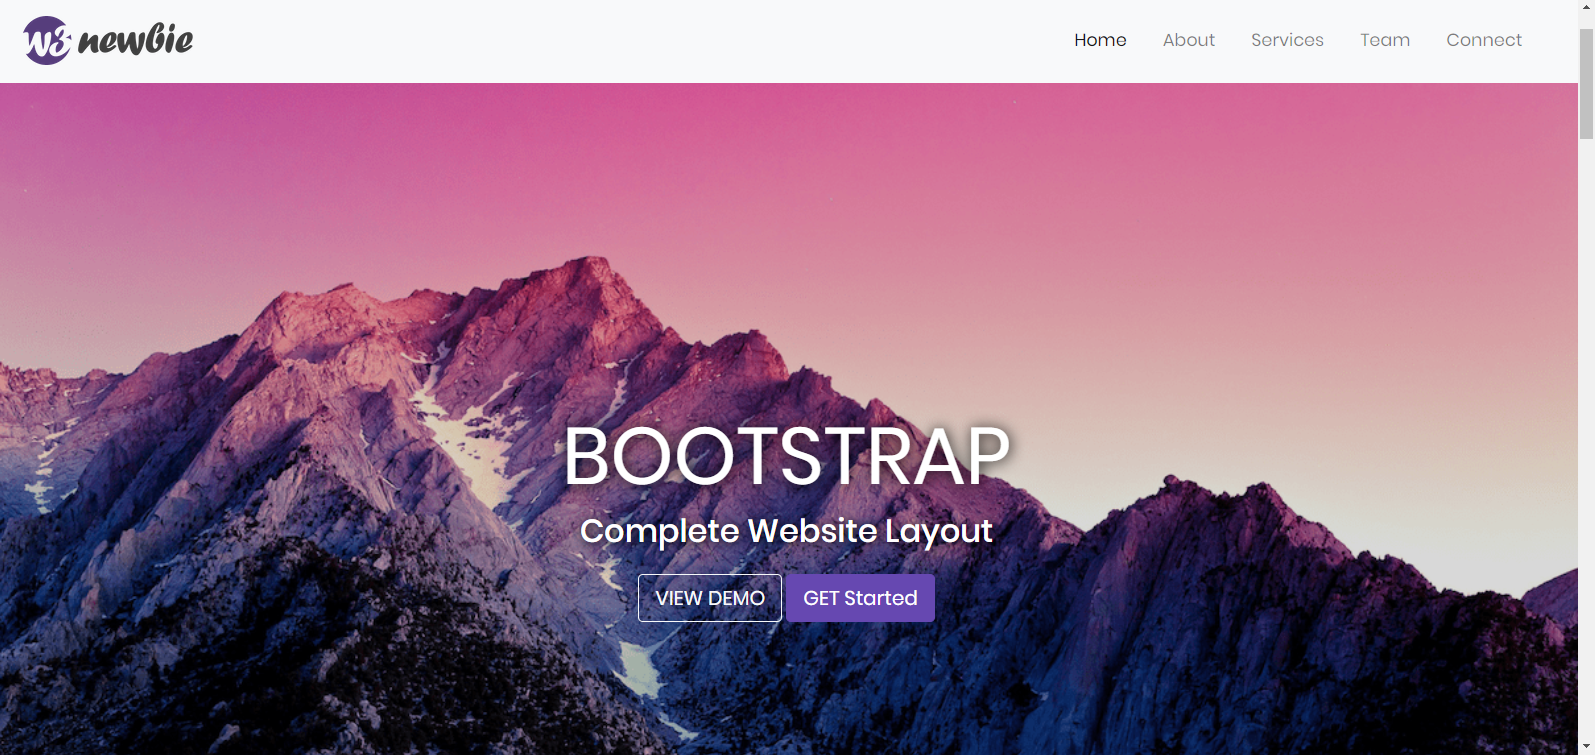 W3 newbie
Home About Services Team Connect
BOOTSTRAP
Complete Website Layout
VIEW DEMO GET Started